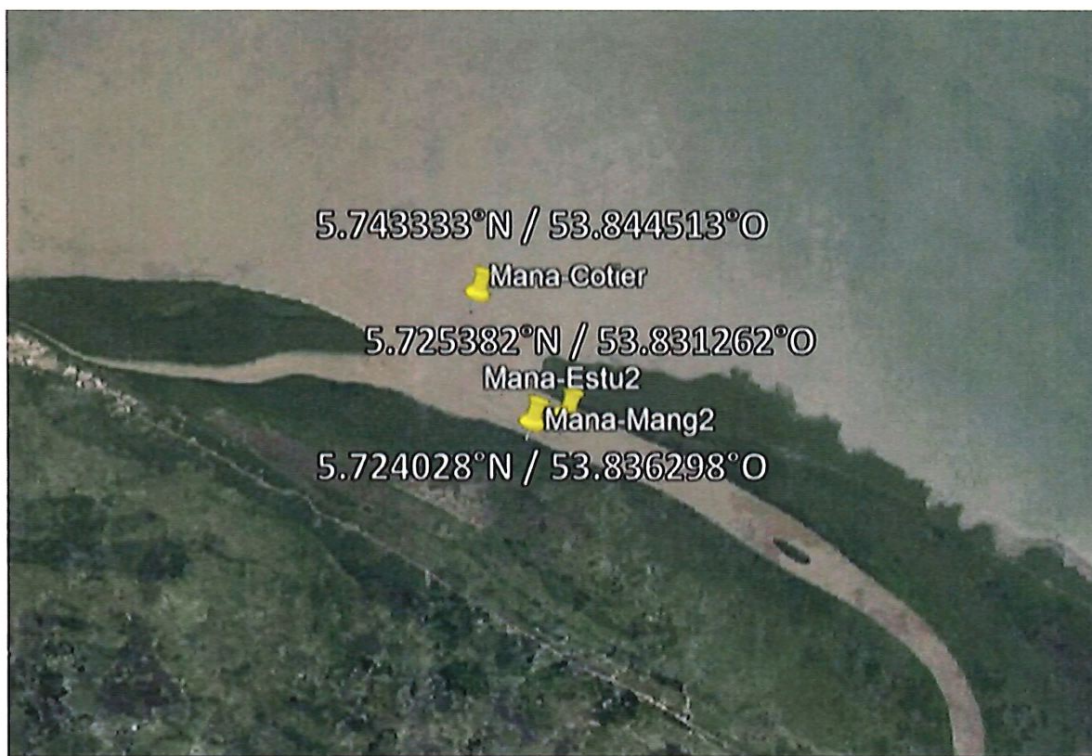 5.743333°N / 53.844513°O
Mana-Cotier
5.725382°N / 53.831262°O
Mana-Estu2
Mana-Mang2
5.724028°N / 53.836298°O